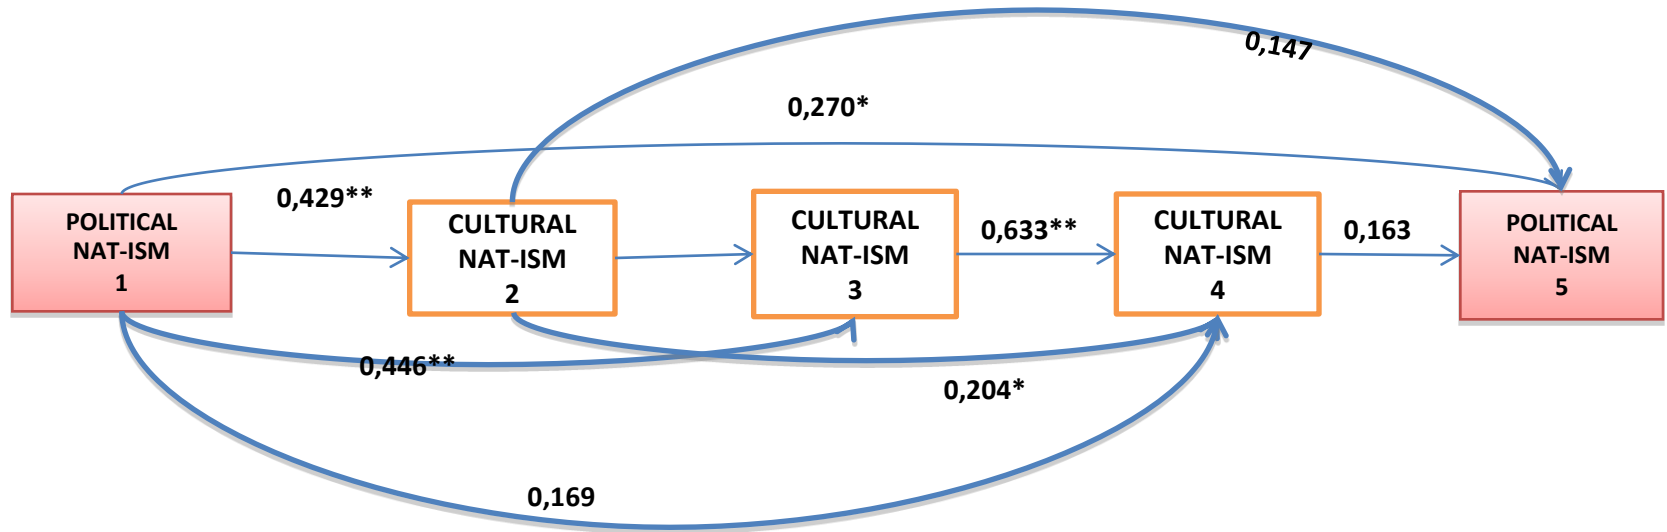 0,147
0,270*
0,429**
POLITICAL
NAT-ISM
1
CULTURAL
NAT-ISM
2
CULTURAL
NAT-ISM
3
0,633**
CULTURAL
NAT-ISM
4
0,163
POLITICAL
NAT-ISM
5
0,446**
0,204*
0,169